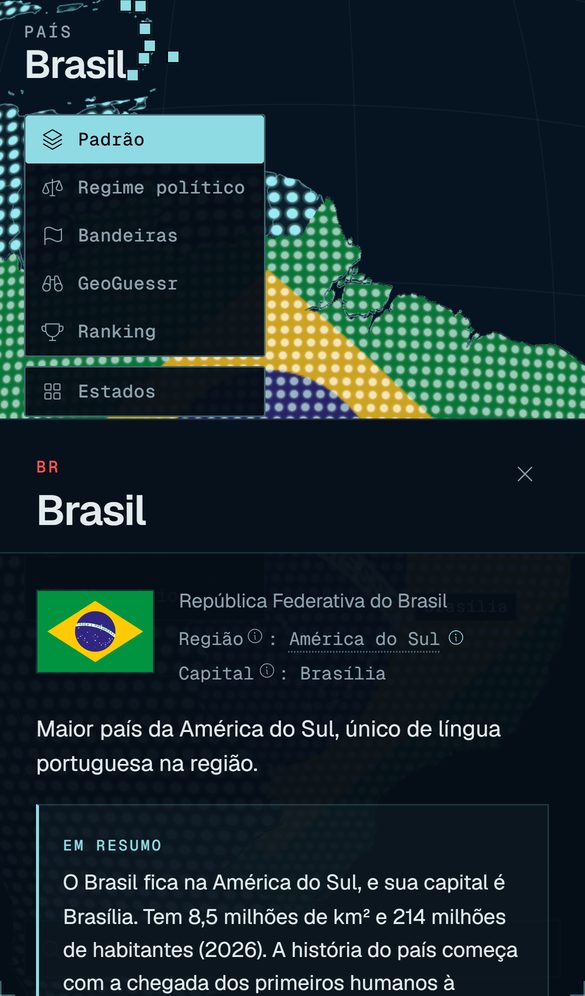 PAÍS
Brasil
Padrão
Regime político
Bandeiras
GeoGuessr
Ranking
Estados
BR
Brasil
República Federativa do Brasil
Região : América do Sul
Capital : Brasília
Maior país da América do Sul, único de língua
portuguesa na região.
EM RESUMO
O Brasil fica na América do Sul, e sua capital é
Brasília. Tem 8,5 milhões de km² e 214 milhões
de habitantes (2026). A história do país começa
com a chegada dos primeiros humanos à